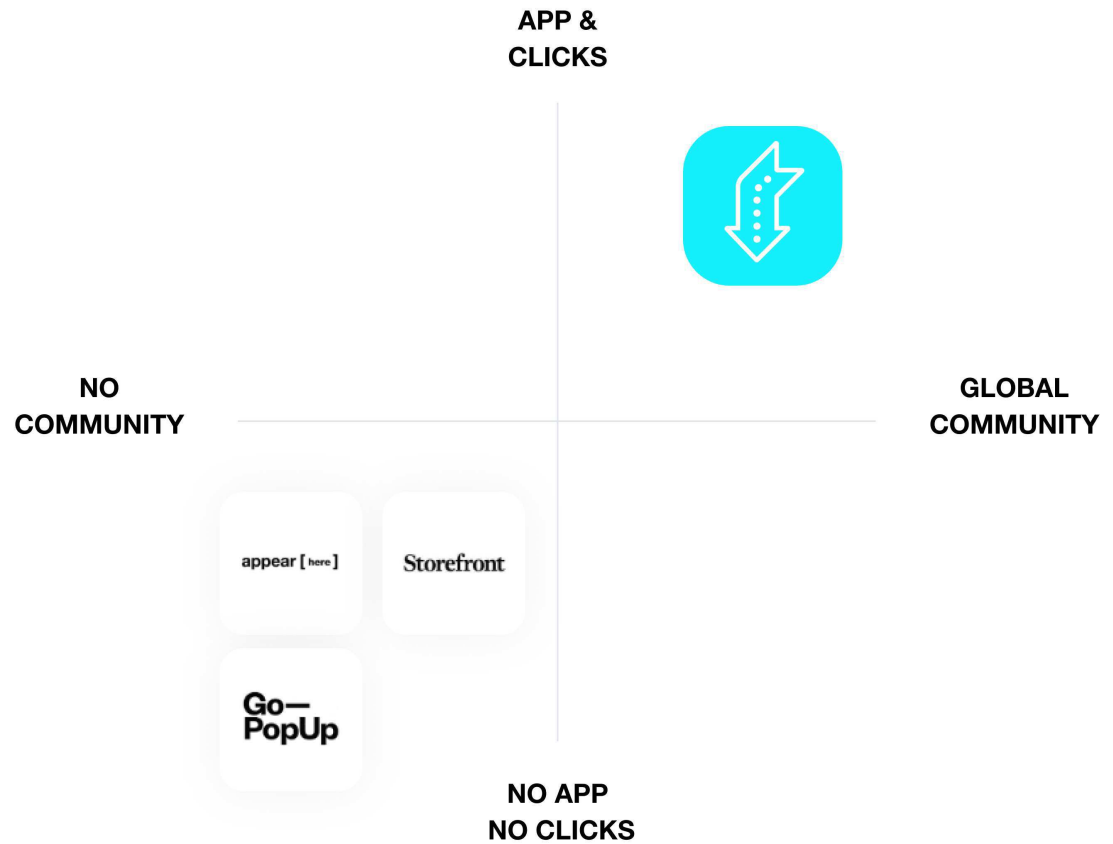 APP &
CLICKS
NO
COMMUNITY
GLOBAL
COMMUNITY
appear [ here ]
Storefront
Go—
PopUp
NO APP
NO CLICKS